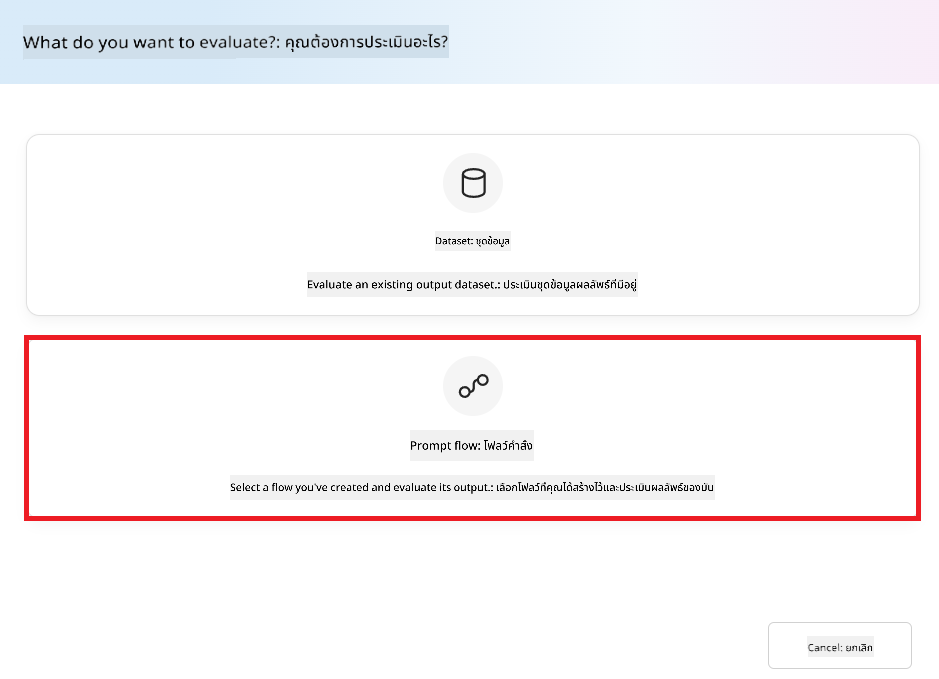 What do you want to evaluate?: คุณต้องการประเมินอะไร?
Dataset: ชุดข้อมูล
Evaluate an existing output dataset.: ประเมินชุดข้อมูลผลลัพธ์ที่มีอยู่
Prompt flow: โฟลว์คำสั่ง
Select a flow you've created and evaluate its output.: เลือกโฟลว์ที่คุณได้สร้างไว้และประเมินผลลัพธ์ของมัน
Cancel: ยกเลิก